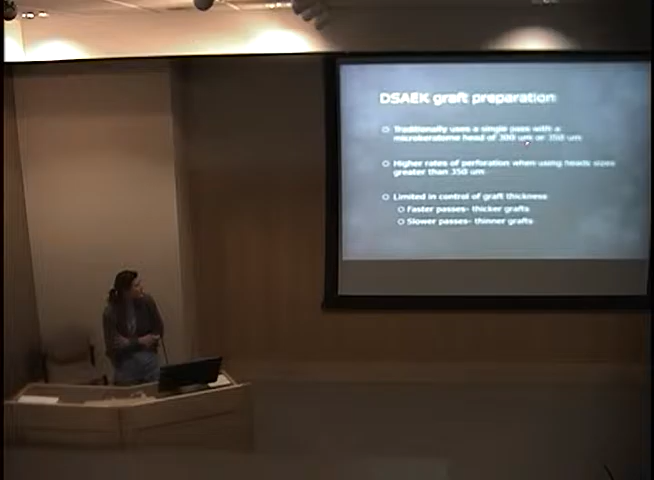 DSAEK graft preparation
Traditionally uses a single pass with a
microkeratome head of 300 um or 350 um
Higher rates of perforation when using heads sizes
greater than 350 um
Limited in control of graft thickness
Faster passes- thicker grafts
Slower passes- thinner grafts